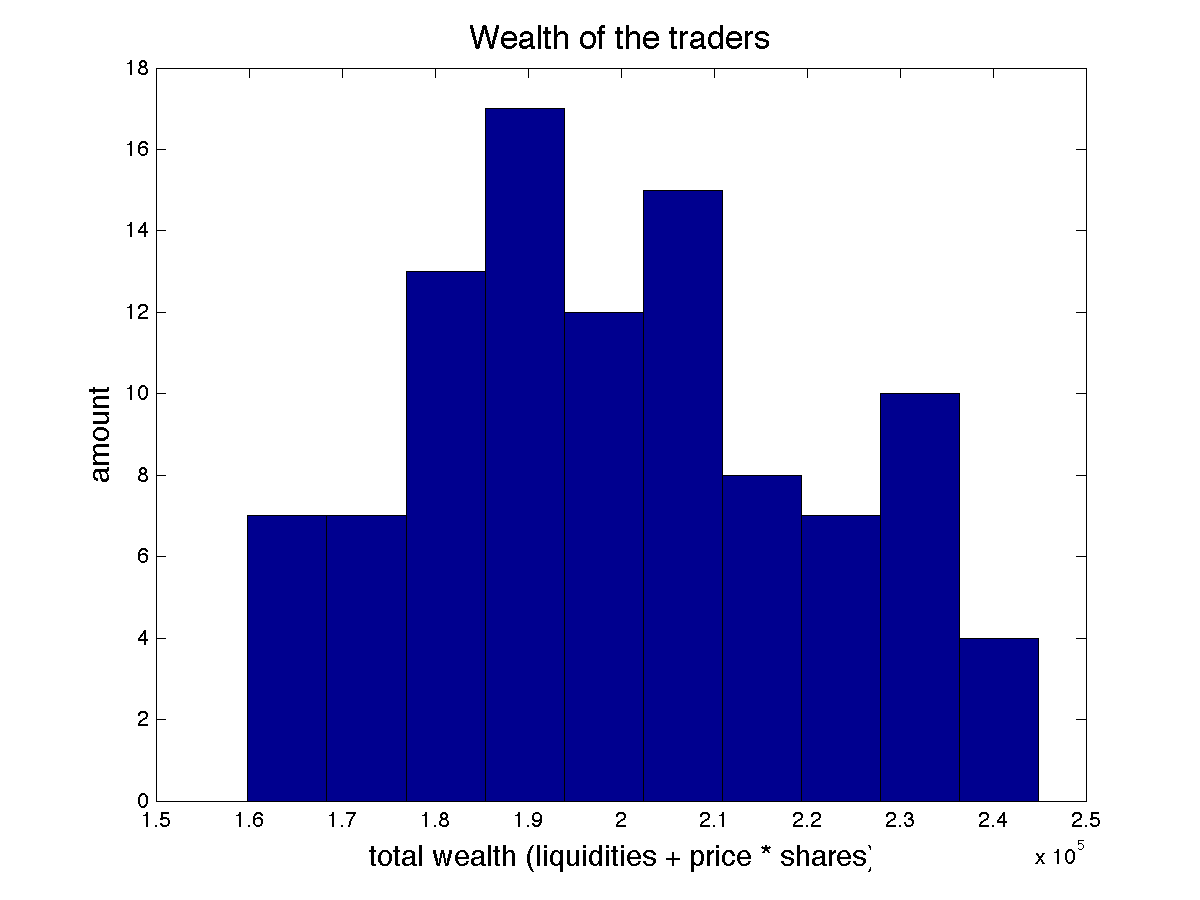 Wealth of the traders
18
16
14
12
10
8
6
4
2
0
amount
1.5 1.6 1.7 1.8 1.9 2 2.1 2.2 2.3 2.4 2.5
x 10^5
total wealth (liquidities + price * shares)